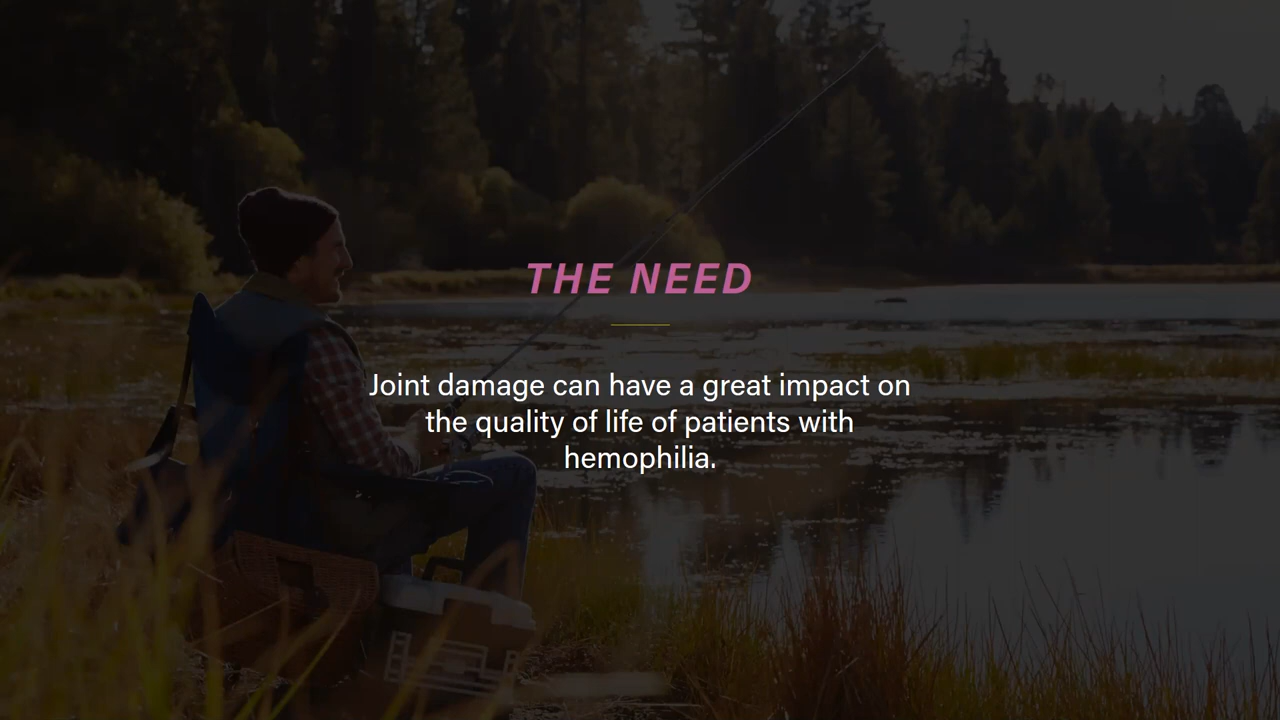 THE NEED
Joint damage can have a great impact on
the quality of life of patients with
hemophilia.